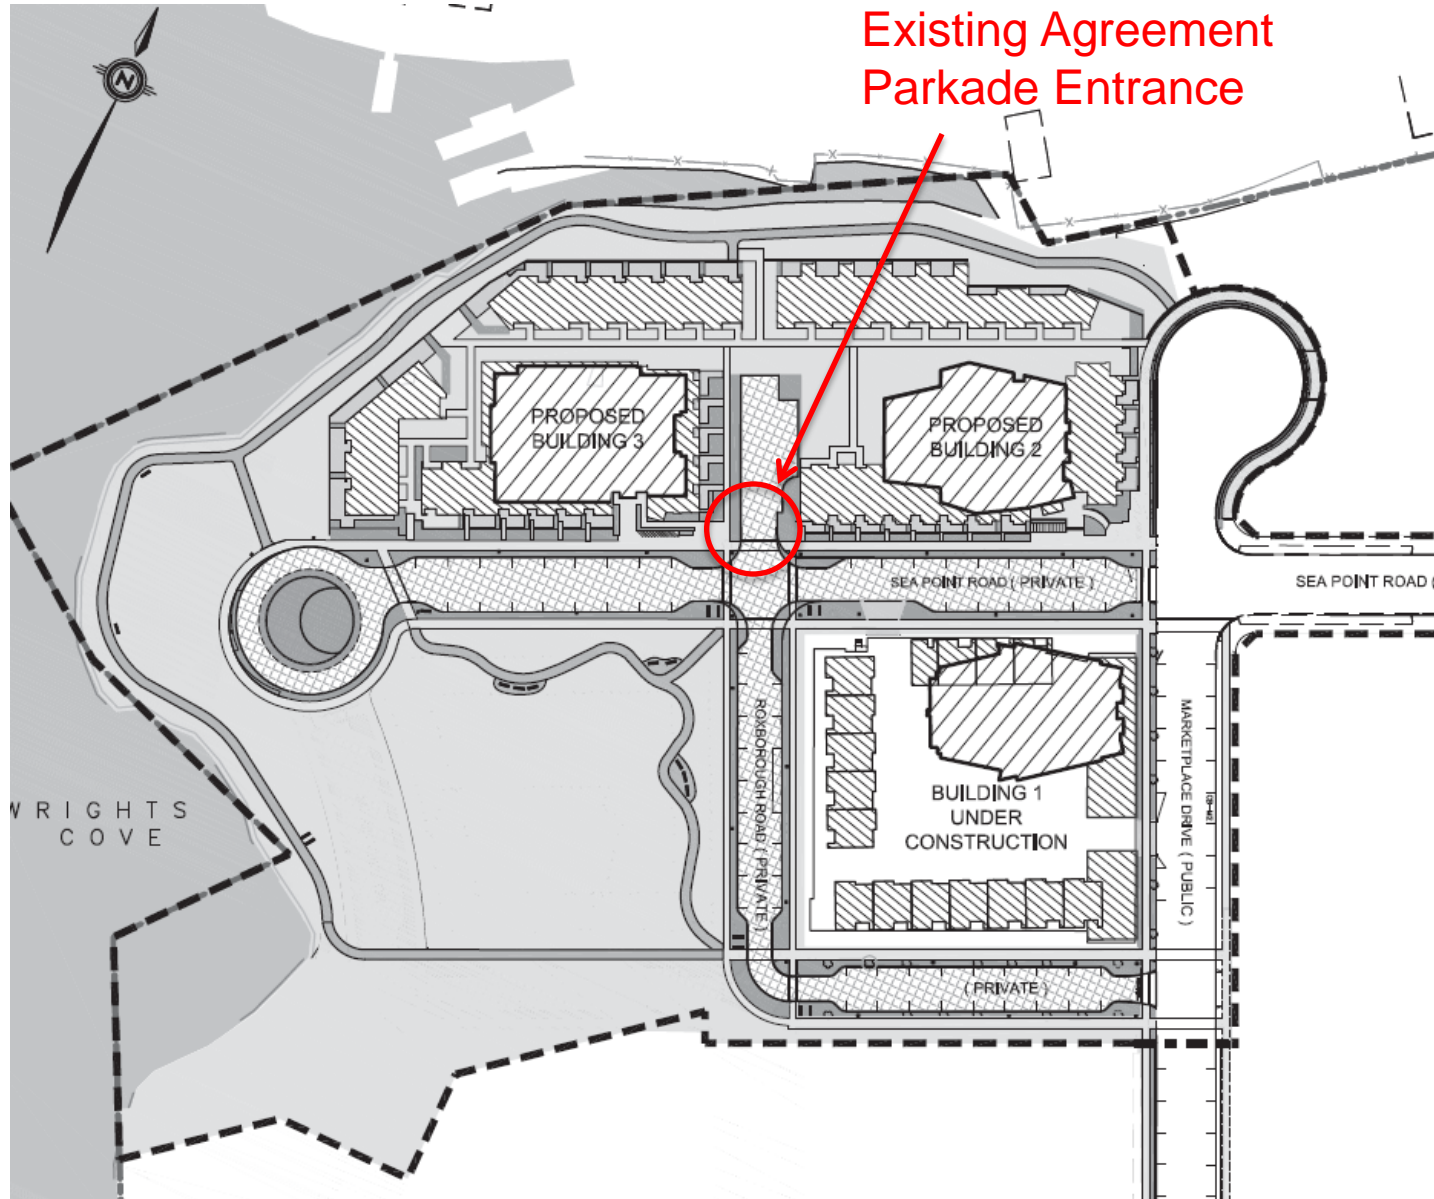 Existing Agreement
Parkade Entrance
N
PROPOSED
BUILDING 3
PROPOSED
BUILDING 2
SEA POINT ROAD ( PRIVATE )
SEA POINT ROAD (
ROXBOROUGH ROAD ( PRIVATE )
MARKETPLACE DRIVE ( PUBLIC )
WRIGHTS
COVE
BUILDING 1
UNDER
CONSTRUCTION
( PRIVATE )